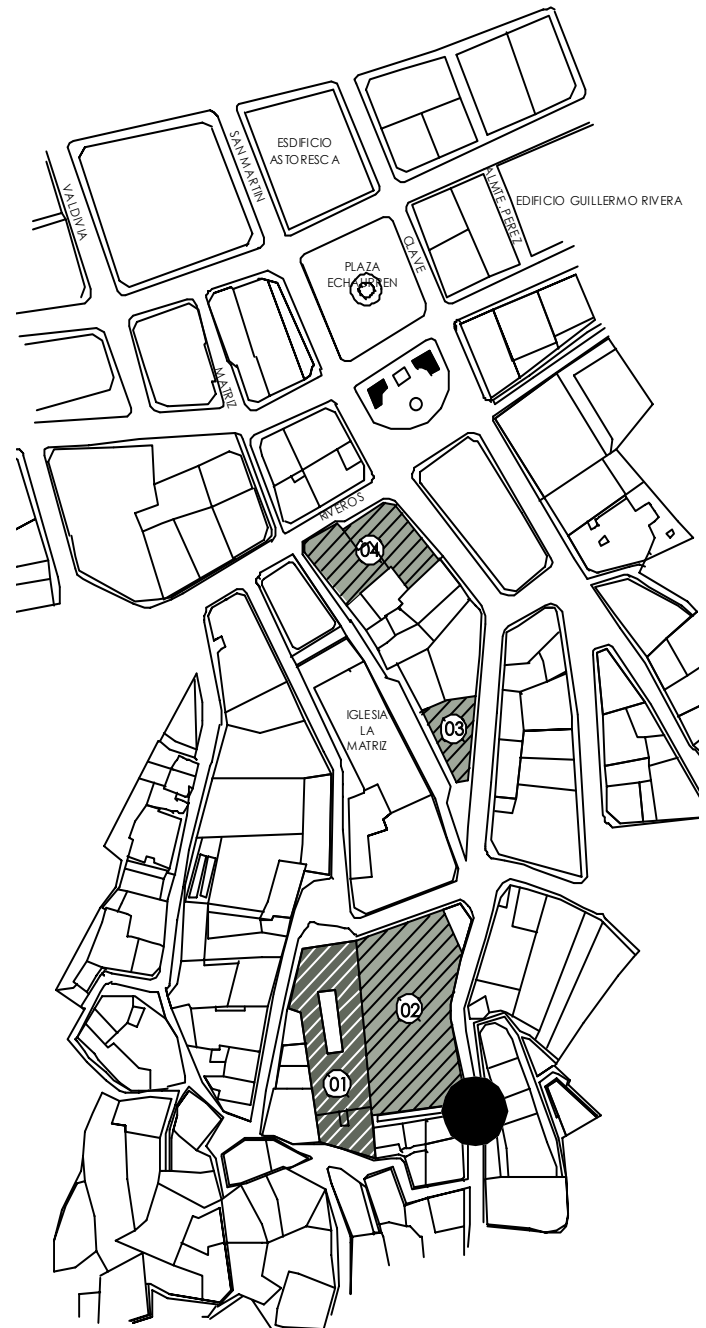 SAN MARTIN
ESDIFICIO
ASTORESCA
VALDIVIA
ALMTE. PEREZ
EDIFICIO GUILLERMO RIVERA
CLAVE
PLAZA
ECHAURREN
MATRIZ
RIVEROS
04
IGLESIA
LA
MATRIZ
03
02
01